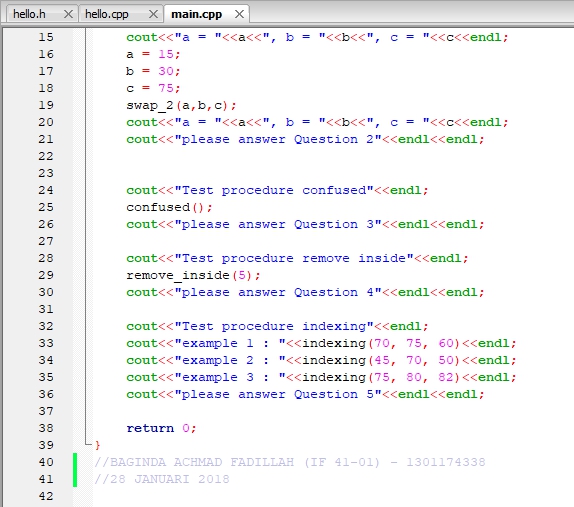 hello.h × hello.cpp × main.cpp ×
15 cout<<"a = "<<a<<", b = "<<b<<", c = "<<c<<endl;
16 a = 15;
17 b = 30;
18 c = 75;
19 swap_2(a,b,c);
20 cout<<"a = "<<a<<", b = "<<b<<", c = "<<c<<endl;
21 cout<<"please answer Question 2"<<endl<<endl;
22
23
24 cout<<"Test procedure confused"<<endl;
25 confused();
26 cout<<"please answer Question 3"<<endl<<endl;
27
28 cout<<"Test procedure remove inside"<<endl;
29 remove_inside(5);
30 cout<<"please answer Question 4"<<endl<<endl;
31
32 cout<<"Test procedure indexing"<<endl;
33 cout<<"example 1 : "<<indexing(70, 75, 60)<<endl;
34 cout<<"example 2 : "<<indexing(45, 70, 50)<<endl;
35 cout<<"example 3 : "<<indexing(75, 80, 82)<<endl;
36 cout<<"please answer Question 5"<<endl<<endl;
37
38 return 0;
39 }
40 //BAGINDA ACHMAD FADILLAH (IF 41-01) - 1301174338
41 //28 JANUARI 2018
42